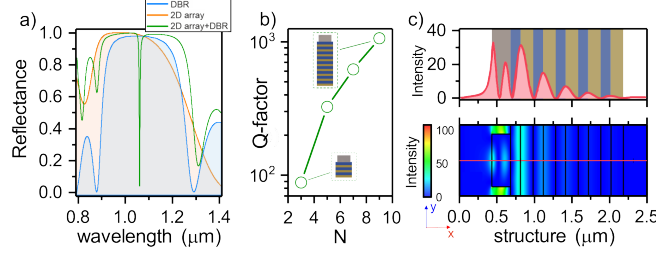 a)
DBR
2D array
2D array+DBR
1.0
0.8
0.6
0.4
0.2
0.0
Reflectance
0.8 1.0 1.2 1.4
wavelength (μm)
b)
10³
10²
Q-factor
2 4 6 8 10
N
c)
40
20
0
Intensity
100
50
0
Intensity
y
x
0.0 0.5 1.0 1.5 2.0 2.5
structure (μm)